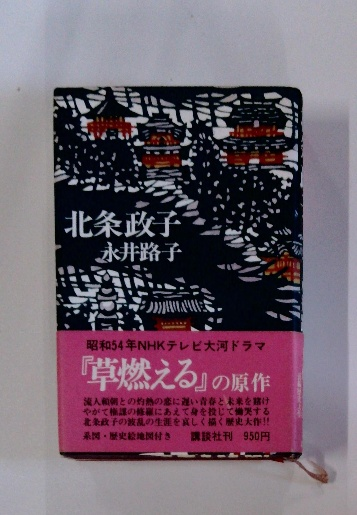 北条政子
永井路子
昭和54年NHKテレビ大河ドラマ
『草燃える』の原作
流人頼朝との灼熱の恋に遅い青春と未来を賭け
やがて権謀の修羅にあえて身を投じて慟哭する
北条政子の波乱の生涯を哀しく描く歴史大作!!
系図・歴史絵地図付き 講談社刊 950円